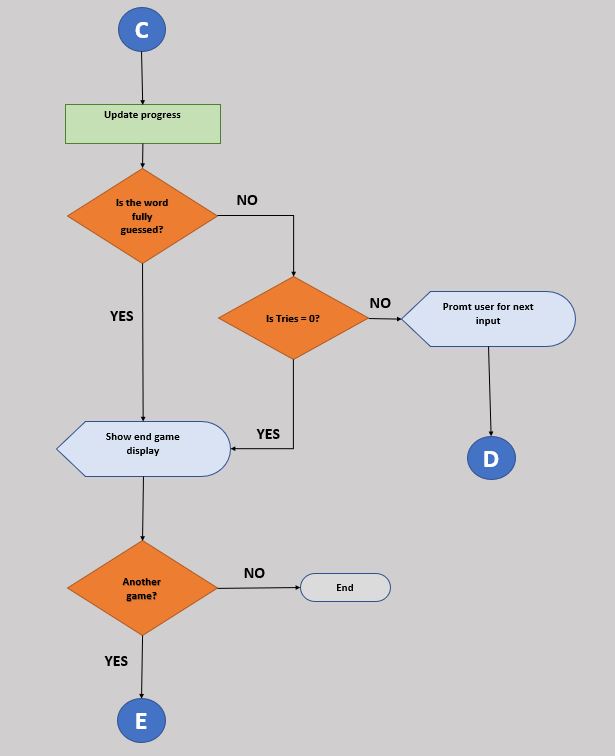 C
Update progress
Is the word
fully
guessed?
NO
YES
Is Tries = 0?
NO
Promt user for next
input
YES
Show end game
display
D
Another
game?
NO
End
YES
E